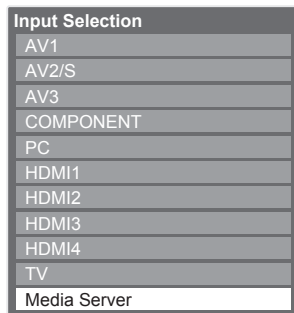 Input Selection
AV1
AV2/S
AV3
COMPONENT
PC
HDMI1
HDMI2
HDMI3
HDMI4
TV
Media Server